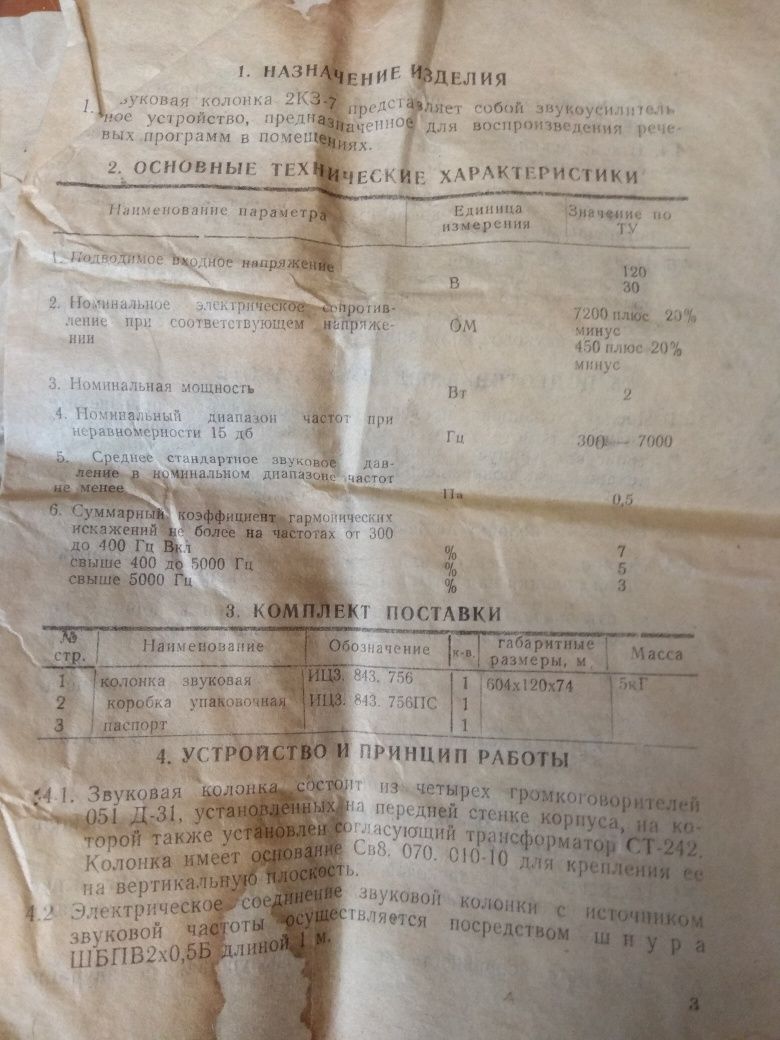 1. НАЗНАЧЕНИЕ ИЗДЕЛИЯ
1. звуковая колонка 2КЗ-7 представляет собой звукоусилитель
ное устройство, предназначенное для воспроизведения рече-
вых программ в помещениях.
2. ОСНОВНЫЕ ТЕХНИЧЕСКИЕ ХАРАКТЕРИСТИКИ
Наименование параметра Единица Значение по
измерения ТУ
1. Подводимое входное напряжение 120
В 30
2. Номинальное электрическое сопротив- 7200 плюс 20%
ление при соответствующем напряже- ОМ минус
нии 450 плюс 20%
минус
3. Номинальная мощность Вт 2
4. Номинальный диапазон частот при
неравномерности 15 дб Гц 300 — 7000
5. Среднее стандартное звуковое дав-
ление в номинальном диапазоне частот
не менее Па 0,5
6. Суммарный коэффициент гармонических
искажений не более на частотах от 300
до 400 Гц Вкл % 7
свыше 400 до 5000 Гц % 5
свыше 5000 Гц % 3
3. КОМПЛЕКТ ПОСТАВКИ
№ Наименование Обозначение к-в. габаритные Масса
стр. размеры, м
1 колонка звуковая ИЦ3. 843. 756 1 604х120х74 5кГ
2 коробка упаковочная ИЦ3. 843. 756ПС 1
3 паспорт 1
4. УСТРОЙСТВО И ПРИНЦИП РАБОТЫ
4.1. Звуковая колонка состоит из четырех громкоговорителей
051 Д-31, установленных на передней стенке корпуса, на ко-
торой также установлен согласующий трансформатор СТ-242.
Колонка имеет основание Св8. 070. 010-10 для крепления ее
на вертикальную плоскость.
4.2 Электрическое соединение звуковой колонки с источником
звуковой частоты осуществляется посредством шнура
ШБПВ2х0,5Б длиной 1 м.
3